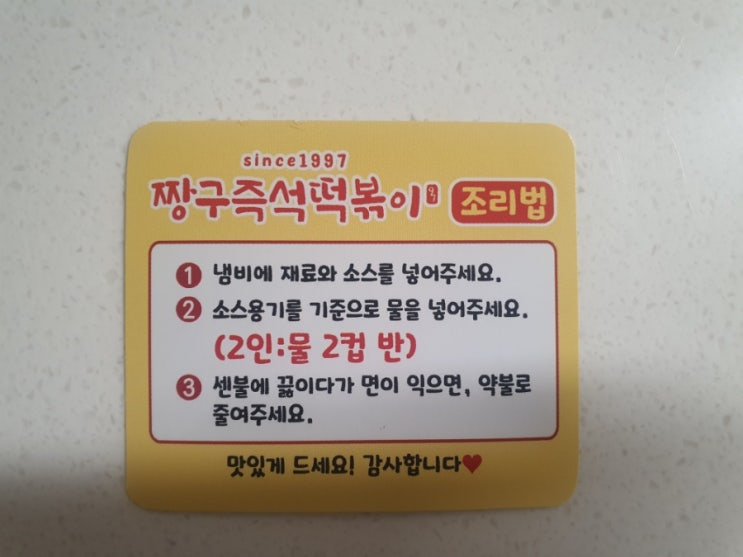 since1997
짱구즉석떡볶이 조리법
1 냄비에 재료와 소스를 넣어주세요.
2 소스용기를 기준으로 물을 넣어주세요.
(2인:물 2컵 반)
3 센불에 끓이다가 면이 익으면, 약불로
줄여주세요.
맛있게 드세요! 감사합니다♥